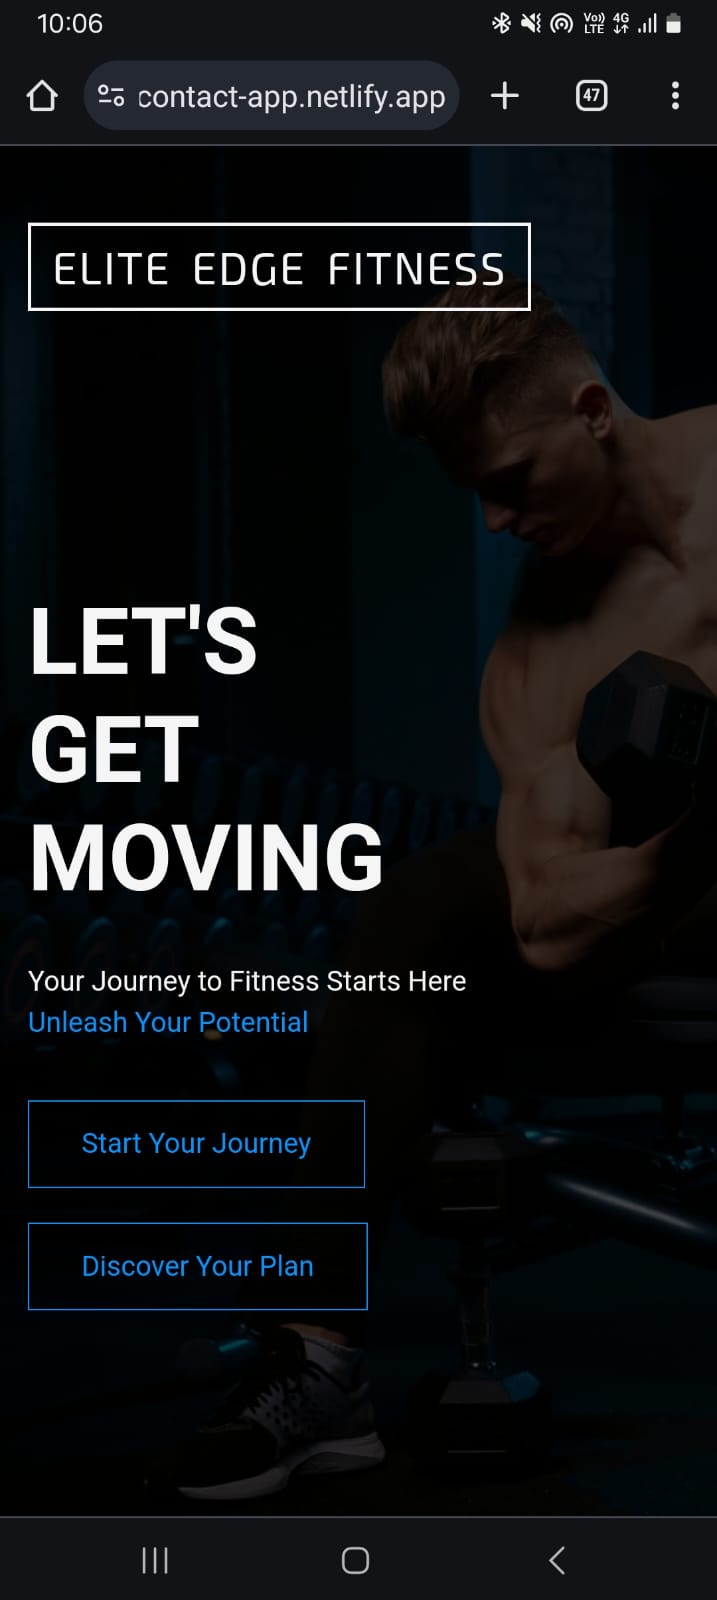 10:06
Vo))
LTE
4G
contact-app.netlify.app
47
ELITE EDGE FITNESS
LET'S
GET
MOVING
Your Journey to Fitness Starts Here
Unleash Your Potential
Start Your Journey
Discover Your Plan